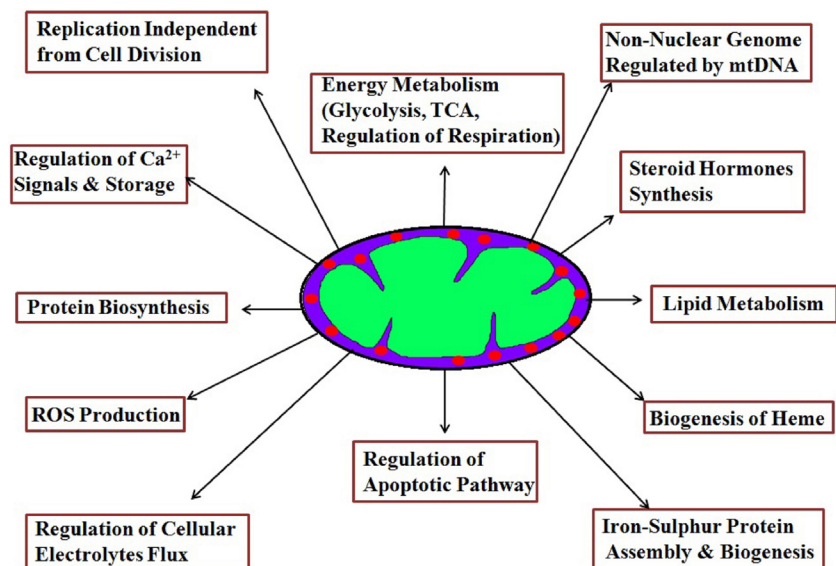 Replication Independent
from Cell Division
Energy Metabolism
(Glycolysis, TCA,
Regulation of Respiration)
Non-Nuclear Genome
Regulated by mtDNA
Regulation of Ca²⁺
Signals & Storage
Steroid Hormones
Synthesis
Protein Biosynthesis
Lipid Metabolism
ROS Production
Biogenesis of Heme
Regulation of
Apoptotic Pathway
Regulation of Cellular
Electrolytes Flux
Iron-Sulphur Protein
Assembly & Biogenesis